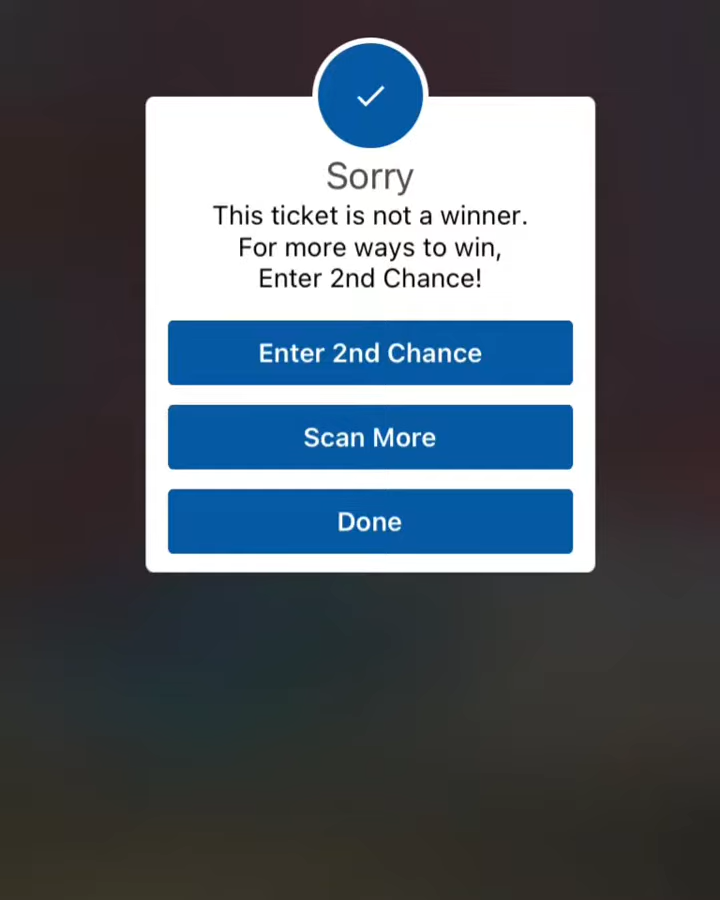 Sorry
This ticket is not a winner.
For more ways to win,
Enter 2nd Chance!
Enter 2nd Chance
Scan More
Done